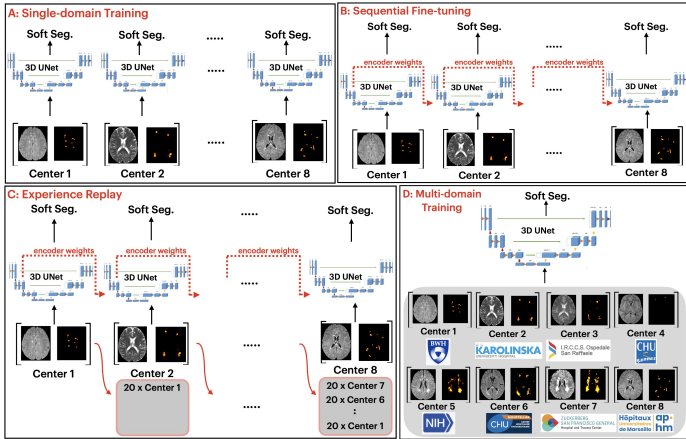 A: Single-domain Training
Soft Seg.
Soft Seg.
.....
Soft Seg.
3D UNet
3D UNet
.....
3D UNet
.....
Center 1
Center 2
Center 8
B: Sequential Fine-tuning
Soft Seg.
Soft Seg.
.....
Soft Seg.
encoder weights
encoder weights
encoder weights
3D UNet
3D UNet
.....
3D UNet
.....
Center 1
Center 2
Center 8
C: Experience Replay
Soft Seg.
Soft Seg.
.....
Soft Seg.
encoder weights
encoder weights
encoder weights
3D UNet
3D UNet
.....
3D UNet
.....
Center 1
Center 2
Center 8
20 x Center 1
.....
20 x Center 7
20 x Center 6
:
20 x Center 1
D: Multi-domain
Training
Soft Seg.
3D UNet
Center 1
Center 2
Center 3
Center 4
BWH
KAROLINSKA
UNIVERSITY HOSPITAL
I.R.C.C.S. Ospedale
San Raffaele
CHU
Center 5
Center 6
Center 7
Center 8
NIH
CHU
ZUCKERBERG
SAN FRANCISCO GENERAL
Hospital and Trauma Center
Hôpitaux
Universitaires
de Marseille
ap-
hm